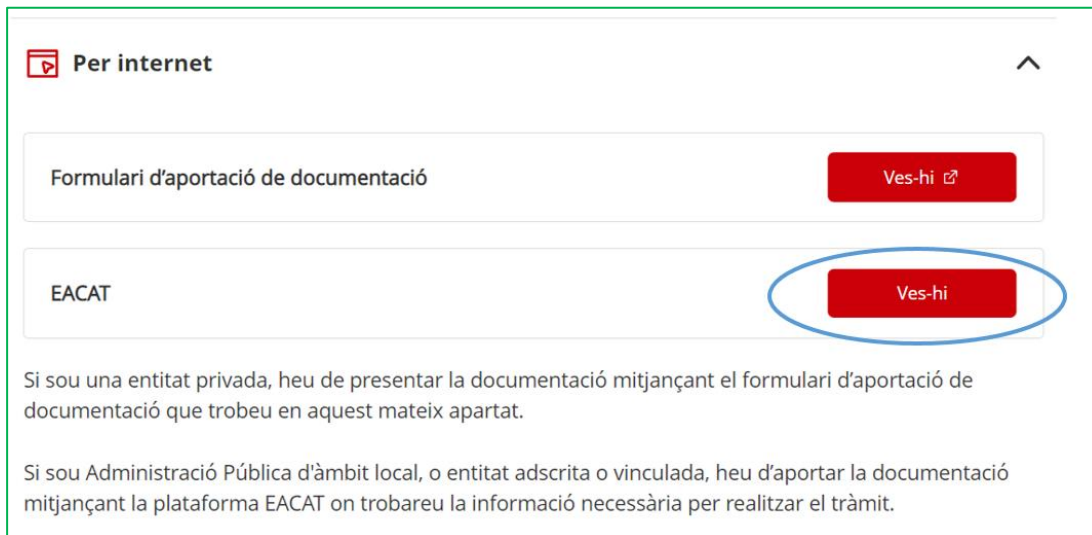 Per internet
Formulari d’aportació de documentació
Ves-hi
EACAT
Ves-hi
Si sou una entitat privada, heu de presentar la documentació mitjançant el formulari d’aportació de
documentació que trobeu en aquest mateix apartat.
Si sou Administració Pública d'àmbit local, o entitat adscrita o vinculada, heu d’aportar la documentació
mitjançant la plataforma EACAT on trobareu la informació necessària per realitzar el tràmit.